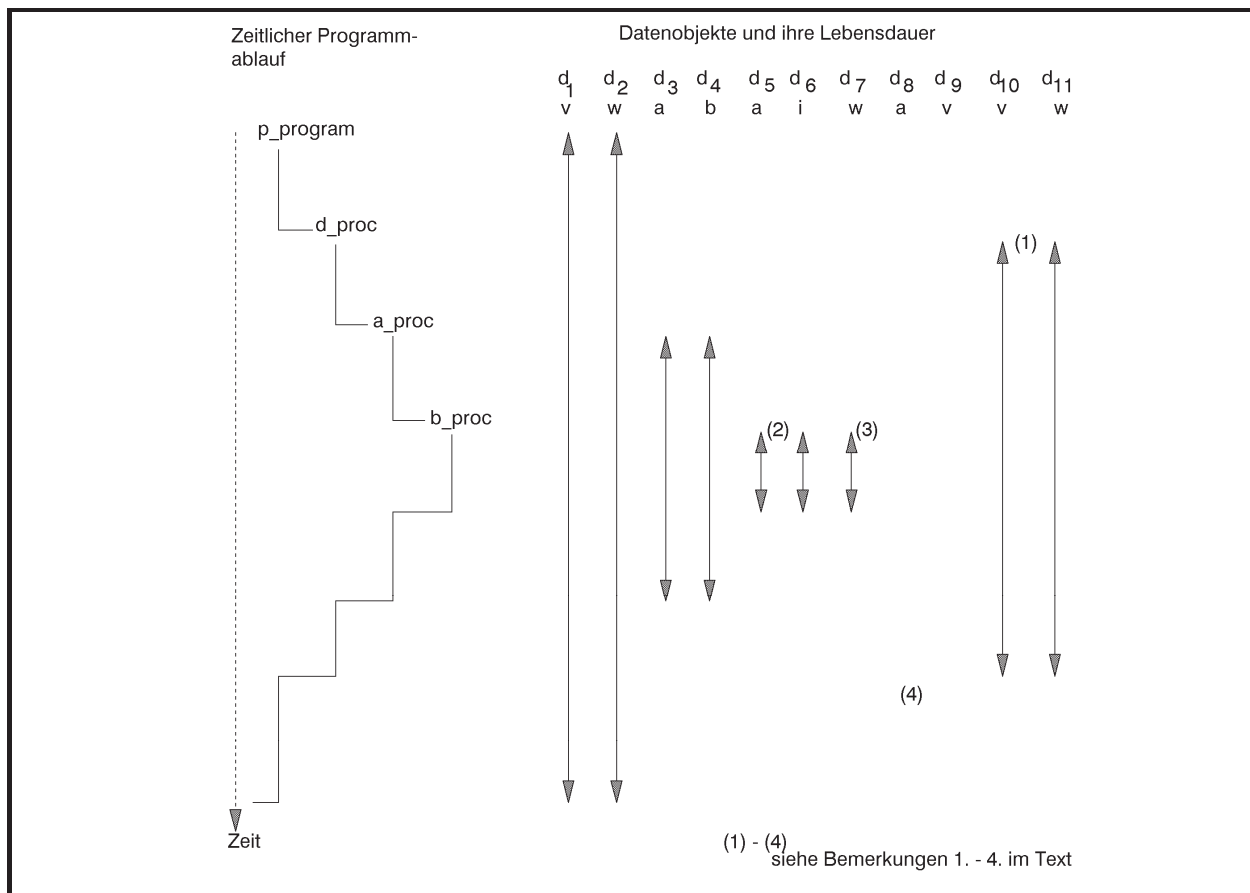 Zeitlicher Programm-
ablauf
Datenobjekte und ihre Lebensdauer
d1 d2 d3 d4 d5 d6 d7 d8 d9 d10 d11
v w a b a i w a v v w
p_program
d_proc
(1)
a_proc
b_proc
(2) (3)
(4)
Zeit
(1) - (4)
siehe Bemerkungen 1. - 4. im Text